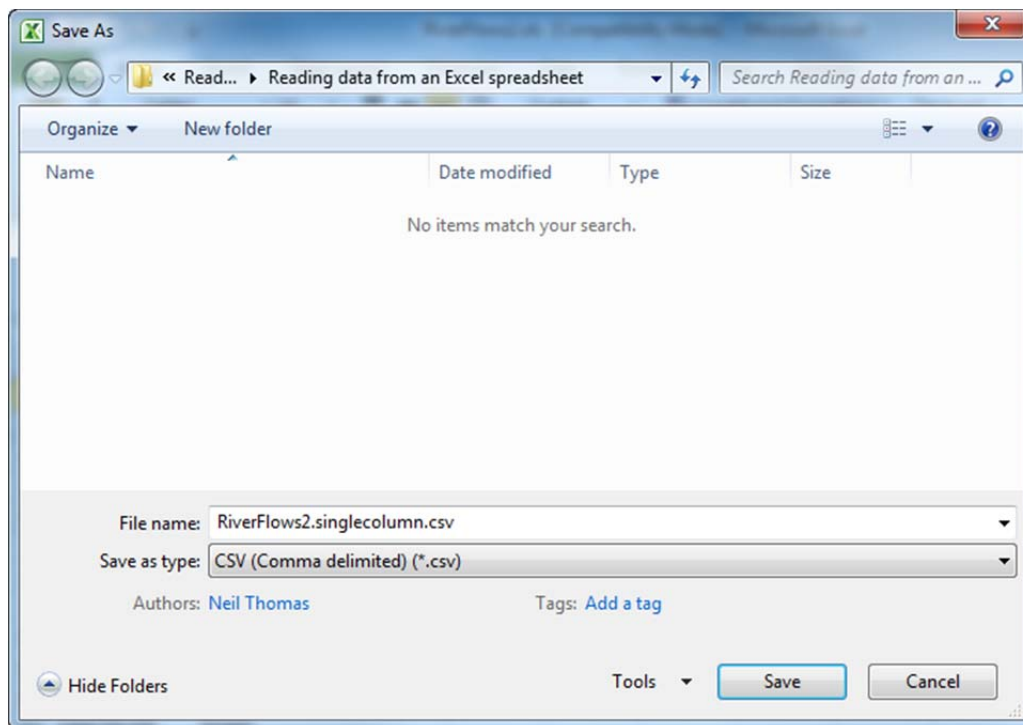 Save As
« Read... ▸ Reading data from an Excel spreadsheet
Search Reading data from an ...
Organize ▾ New folder
Name Date modified Type Size
No items match your search.
File name: RiverFlows2.singlecolumn.csv
Save as type: CSV (Comma delimited) (*.csv)
Authors: Neil Thomas Tags: Add a tag
Hide Folders Tools ▾ Save Cancel